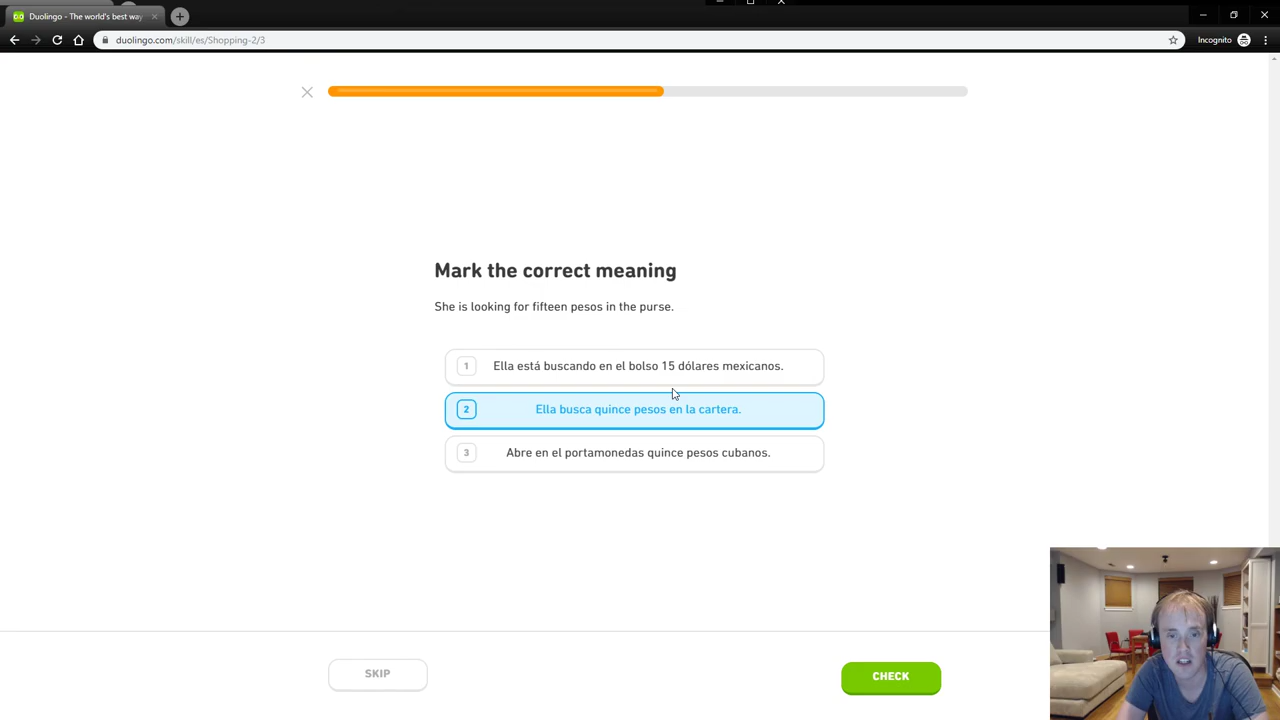 Duolingo - The world's best way
duolingo.com/skill/es/Shopping-2/3
Incognito
Mark the correct meaning
She is looking for fifteen pesos in the purse.
1 Ella está buscando en el bolso 15 dólares mexicanos.
2 Ella busca quince pesos en la cartera.
3 Abre en el portamonedas quince pesos cubanos.
SKIP
CHECK